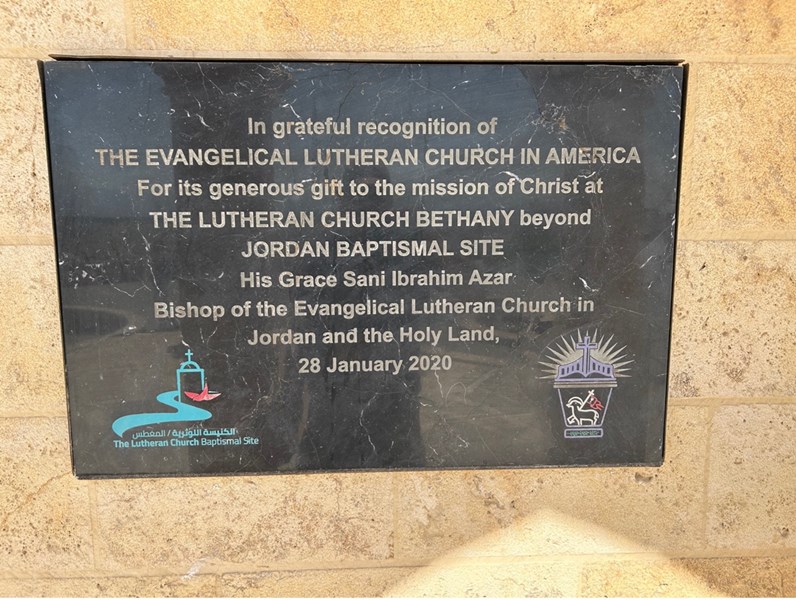 In grateful recognition of
THE EVANGELICAL LUTHERAN CHURCH IN AMERICA
For its generous gift to the mission of Christ at
THE LUTHERAN CHURCH BETHANY beyond
JORDAN BAPTISMAL SITE
His Grace Sani Ibrahim Azar
Bishop of the Evangelical Lutheran Church in
Jordan and the Holy Land,
28 January 2020
الكنيسة اللوثرية / المغطس
The Lutheran Church Baptismal Site